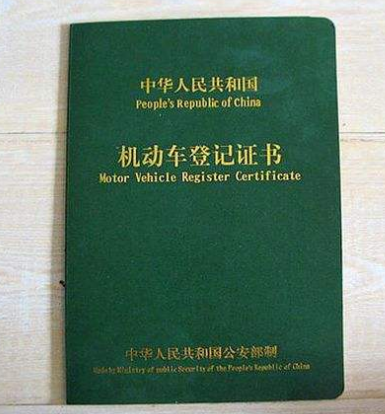 中华人民共和国
People's Republic of China
机动车登记证书
Motor Vehicle Register Certificate
中华人民共和国公安部制
Made by Ministry of public Security of the People's Republic of China